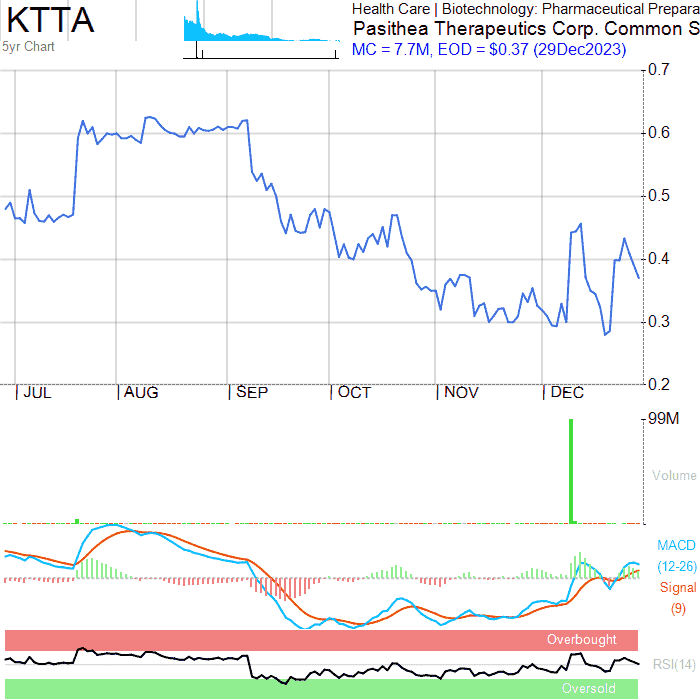 KTTA
5yr Chart
Health Care | Biotechnology: Pharmaceutical Prepara
Pasithea Therapeutics Corp. Common S
MC = 7.7M, EOD = $0.37 (29Dec2023)
0.7
0.6
0.5
0.4
0.3
0.2
JUL AUG SEP OCT NOV DEC
99M
Volume
MACD
(12-26)
Signal
(9)
Overbought
RSI(14)
Oversold